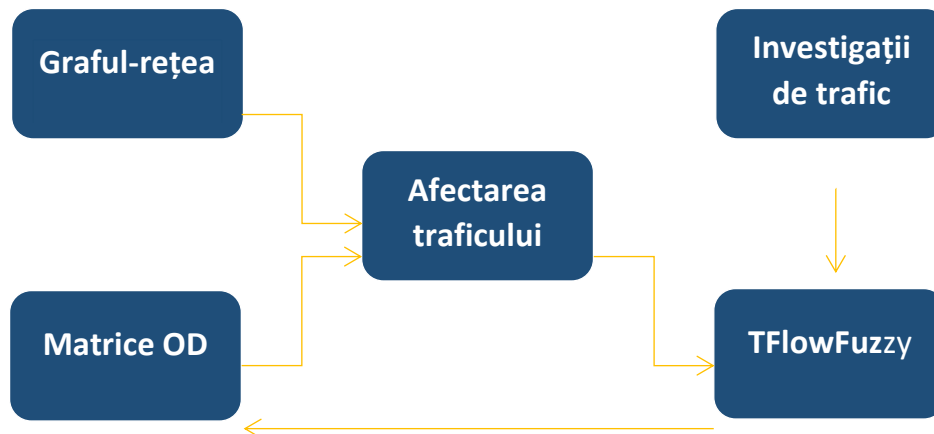 Graful-rețea
Investigații
de trafic
Afectarea
traficului
Matrice OD
TFlowFuzzy